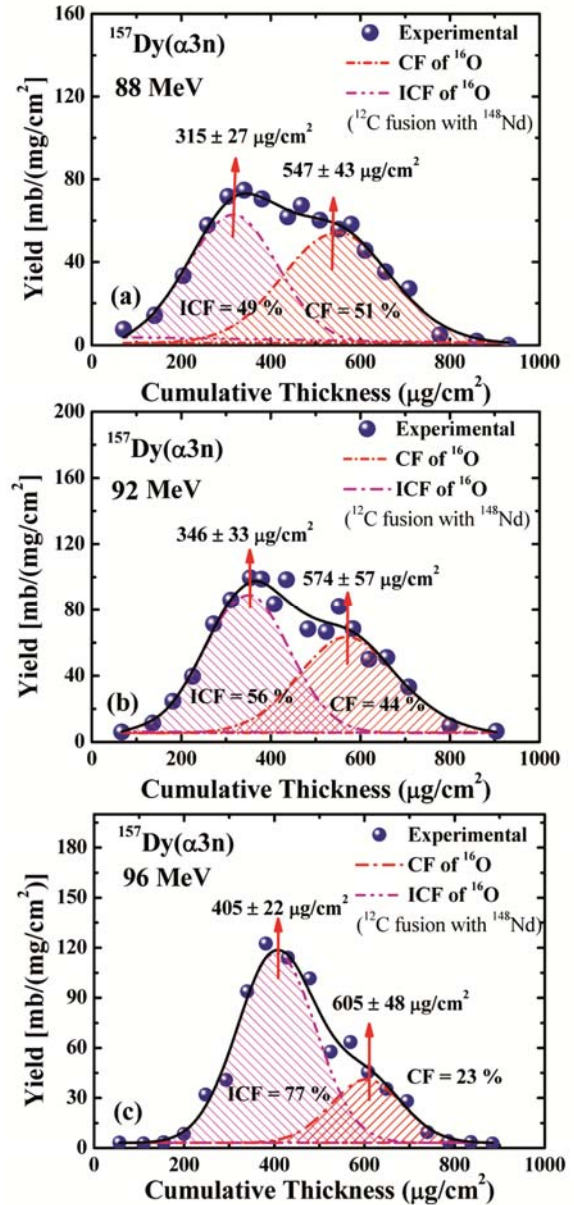 ¹⁵⁷Dy(α3n)
88 MeV
Experimental
CF of ¹⁶O
ICF of ¹⁶O
(¹²C fusion with ¹⁴⁸Nd)
315 ± 27 μg/cm²
547 ± 43 μg/cm²
ICF = 49 %
CF = 51 %
(a)
Yield [mb/(mg/cm²)]
160
120
80
40
0
0 200 400 600 800 1000
Cumulative Thickness (μg/cm²)
¹⁵⁷Dy(α3n)
92 MeV
Experimental
CF of ¹⁶O
ICF of ¹⁶O
(¹²C fusion with ¹⁴⁸Nd)
346 ± 33 μg/cm²
574 ± 57 μg/cm²
ICF = 56 %
CF = 44 %
(b)
Yield [mb/(mg/cm²)]
200
160
120
80
40
0
0 200 400 600 800 1000
Cumulative Thickness (μg/cm²)
¹⁵⁷Dy(α3n)
96 MeV
Experimental
CF of ¹⁶O
ICF of ¹⁶O
(¹²C fusion with ¹⁴⁸Nd)
405 ± 22 μg/cm²
605 ± 48 μg/cm²
ICF = 77 %
CF = 23 %
(c)
Yield [mb/(mg/cm²)]
180
150
120
90
60
30
0
0 200 400 600 800 1000
Cumulative Thickness (μg/cm²)